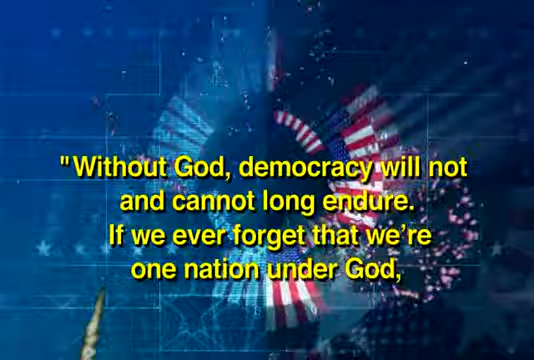 "Without God, democracy will not
and cannot long endure.
If we ever forget that we're
one nation under God,